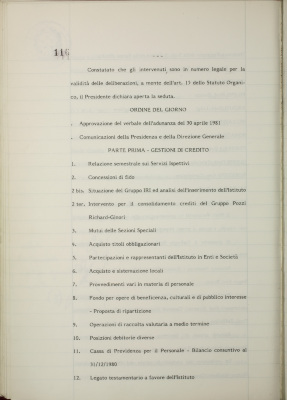 116
Constatato che gli intervenuti sono in numero legale per la
validità delle deliberazioni, a mente dell'art. 13 dello Statuto Organi-
co, il Presidente dichiara aperta la seduta.
ORDINE DEL GIORNO
. Approvazione del verbale dell'adunanza del 30 aprile 1981
. Comunicazioni della Presidenza e della Direzione Generale
PARTE PRIMA - GESTIONI DI CREDITO
1. Relazione semestrale sui Servizi Ispettivi
2. Concessioni di fido
2 bis. Situazione del Gruppo IRI ed analisi dell'inserimento dell'Istituto
2 ter. Intervento per il consolidamento crediti del Gruppo Pozzi
Richard-Ginori
3. Mutui delle Sezioni Speciali
4. Acquisto titoli obbligazionari
5. Partecipazioni e rappresentanti dell'Istituto in Enti e Società
6. Acquisto e sistemazione locali
7. Provvedimenti vari in materia di personale
8. Fondo per opere di beneficenza, culturali e di pubblico interesse
- Proposta di ripartizione
9. Operazioni di raccolta valutaria a medio termine
10. Posizioni debitorie diverse
11. Cassa di Previdenza per il Personale - Bilancio consuntivo al
31/12/1980
12. Legato testamentario a favore dell'Istituto